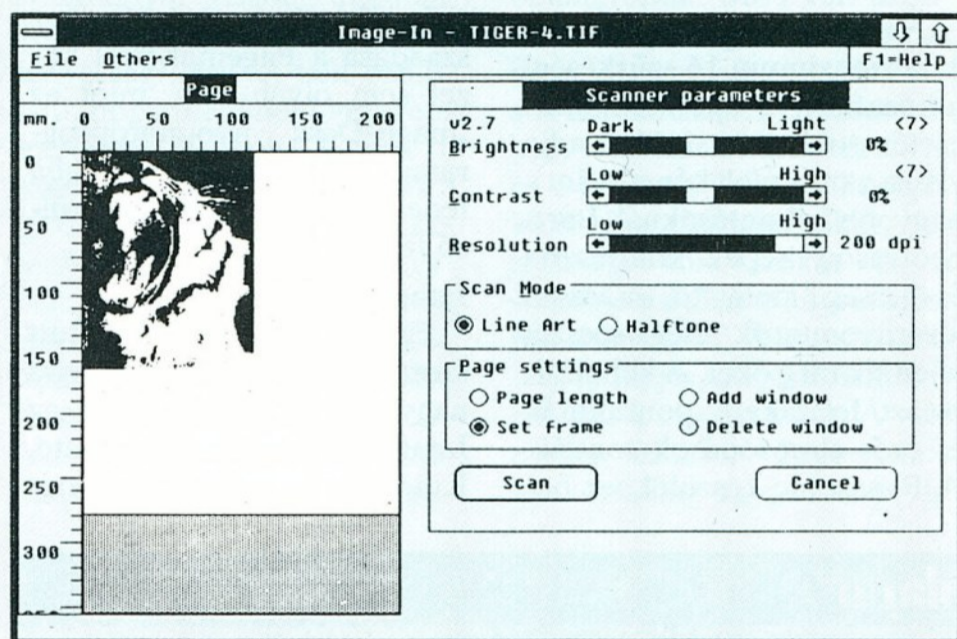 Image-In - TIGER-4.TIF
File Others F1=Help
Page
mm. 0 50 100 150 200
0
50
100
150
200
250
300
Scanner parameters
v2.7 Dark Light <7>
Brightness 0%
Low High <7>
Contrast 0%
Low High
Resolution 200 dpi
Scan Mode
Line Art Halftone
Page settings
Page length Add window
Set frame Delete window
Scan Cancel